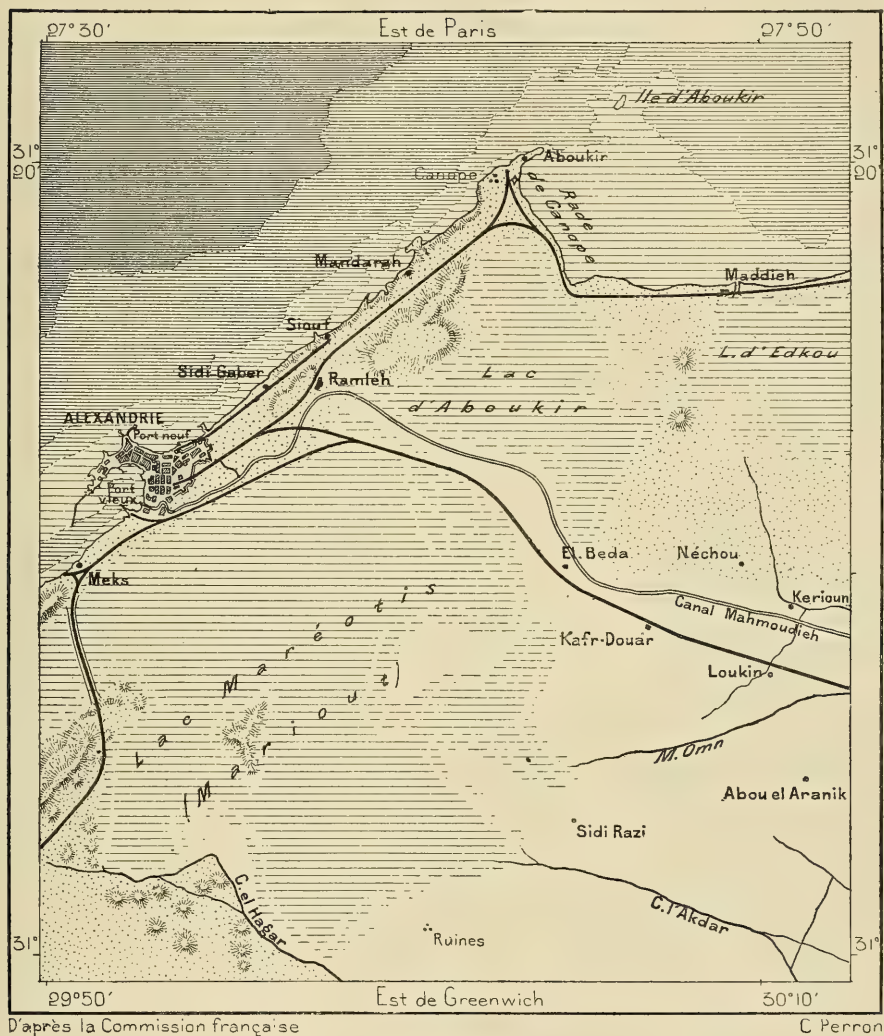 27°30'
Est de Paris
27°50'
Ile d'Aboukir
31°
20'
31°
20'
Aboukir
Canope
Rade
de Canope
Mandarah
Maddieh
Siouf
L. d'Edkou
Sidi Gaber
Ramleh
Lac
d'Aboukir
ALEXANDRIE
Port neuf
Port
vieux
El Beda
Néchou
Meks
Kerioun
Canal Mahmoudieh
Kafr-Douar
Loukin
Lac Maréotis
(Mariout)
M. Omn
Abou el Aranik
Sidi Razi
C. el Hagar
C. l'Akdar
Ruines
31°
31°
29°50'
Est de Greenwich
30°10'
D'après la Commission française
C Perron